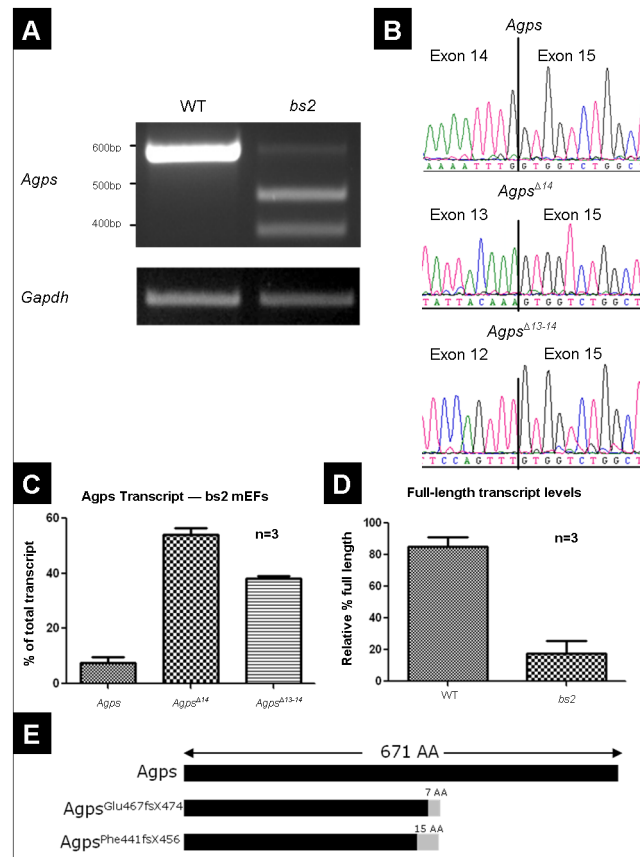 A
WT
bs2
Agps
600bp
500bp
400bp
Gapdh
B
Agps
Exon 14
Exon 15
A A A A T T T G G T G G T C T G G C
AgpsΔ14
Exon 13
Exon 15
T A T T A C A A A G T G G T C T G G C T
AgpsΔ13-14
Exon 12
Exon 15
T T C C A G T T T G T G G T C T G G C T
C
Agps Transcript — bs2 mEFs
n=3
% of total transcript
60
40
20
0
Agps
AgpsΔ14
AgpsΔ13-14
D
Full-length transcript levels
n=3
Relative % full length
100
80
60
40
20
0
WT
bs2
E
671 AA
Agps
7 AA
AgpsGlu467fsX474
15 AA
AgpsPhe441fsX456